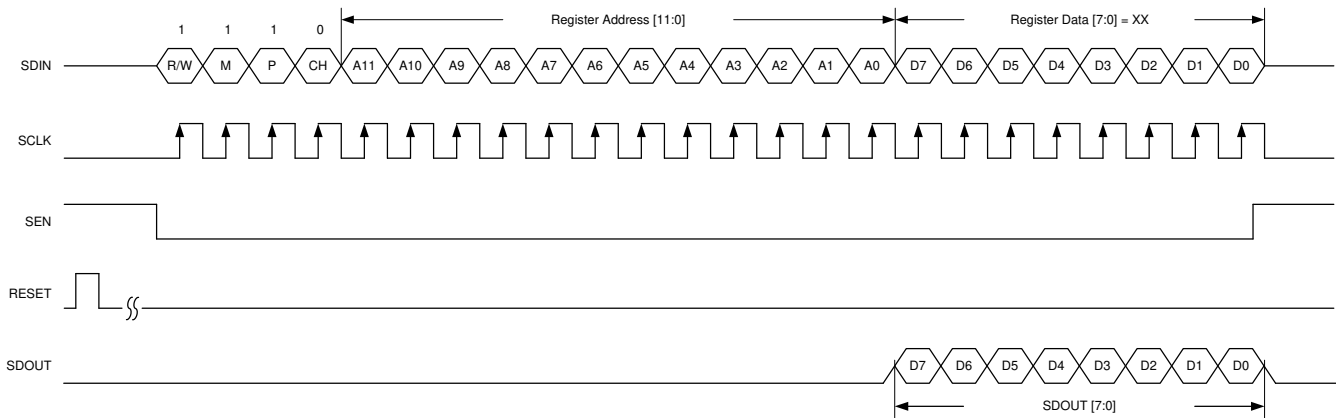 1 1 1 0 Register Address [11:0] Register Data [7:0] = XX
SDIN R/W M P CH A11 A10 A9 A8 A7 A6 A5 A4 A3 A2 A1 A0 D7 D6 D5 D4 D3 D2 D1 D0
SCLK
SEN
RESET
SDOUT D7 D6 D5 D4 D3 D2 D1 D0
SDOUT [7:0]